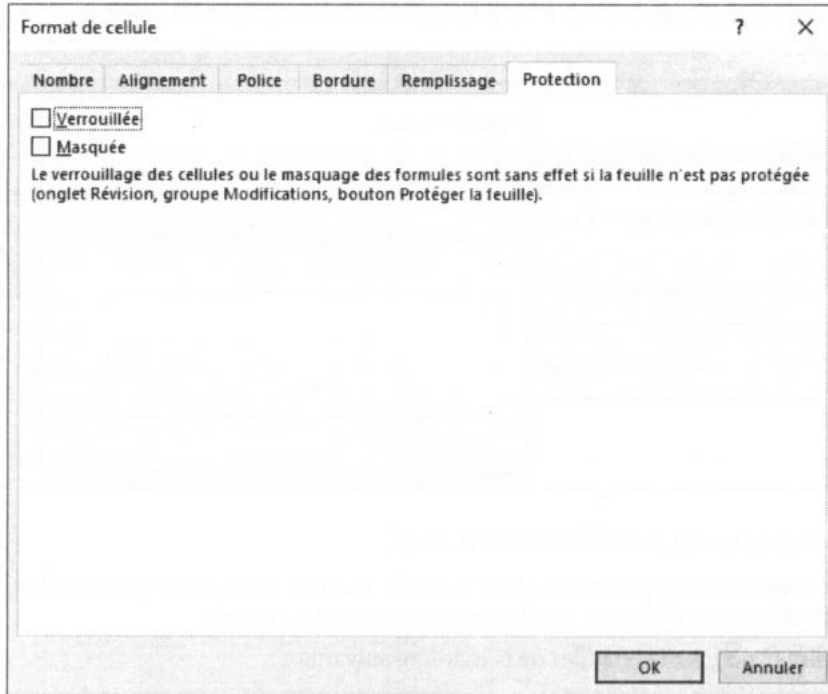 Format de cellule ? ×
Nombre Alignement Police Bordure Remplissage Protection
Verrouillée
Masquée
Le verrouillage des cellules ou le masquage des formules sont sans effet si la feuille n'est pas protégée
(onglet Révision, groupe Modifications, bouton Protéger la feuille).
OK Annuler